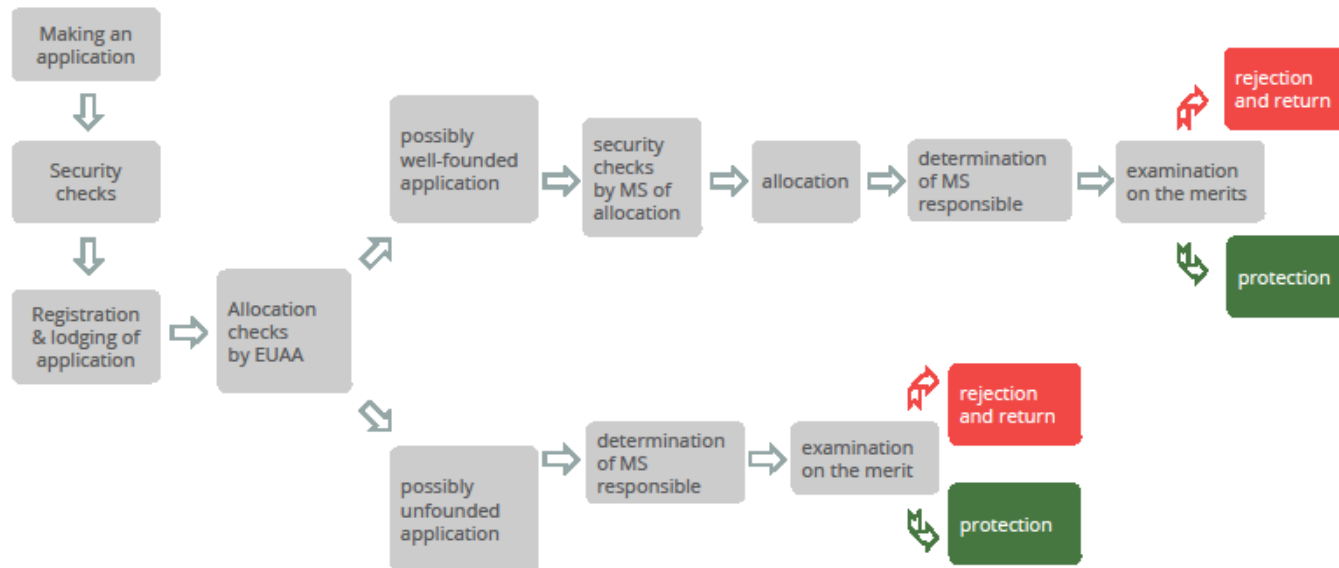 Making an
application
Security
checks
Registration
& lodging of
application
Allocation
checks
by EUAA
possibly
well-founded
application
security
checks
by MS of
allocation
allocation
determination
of MS
responsible
examination
on the merits
rejection
and return
protection
possibly
unfounded
application
determination
of MS
responsible
examination
on the merit
rejection
and return
protection